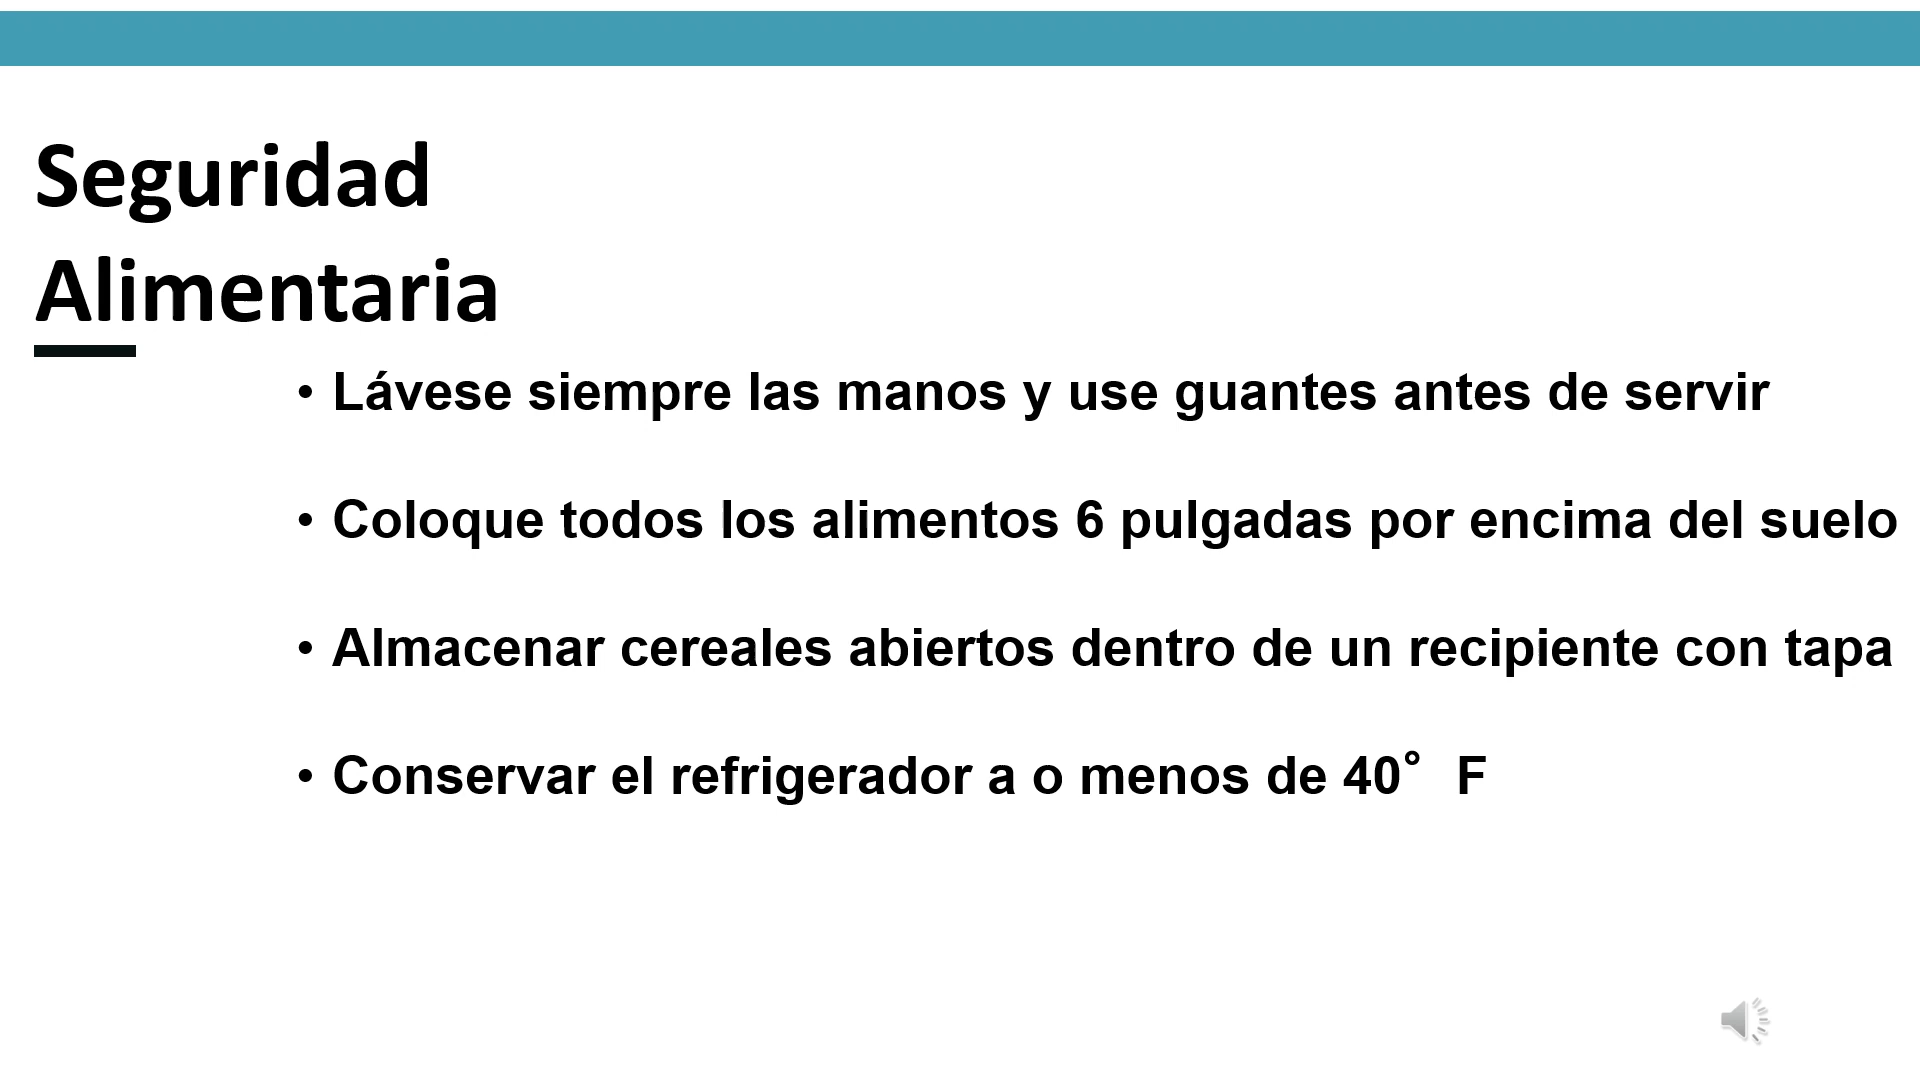 Seguridad
Alimentaria
• Lávese siempre las manos y use guantes antes de servir
• Coloque todos los alimentos 6 pulgadas por encima del suelo
• Almacenar cereales abiertos dentro de un recipiente con tapa
• Conservar el refrigerador a o menos de 40° F